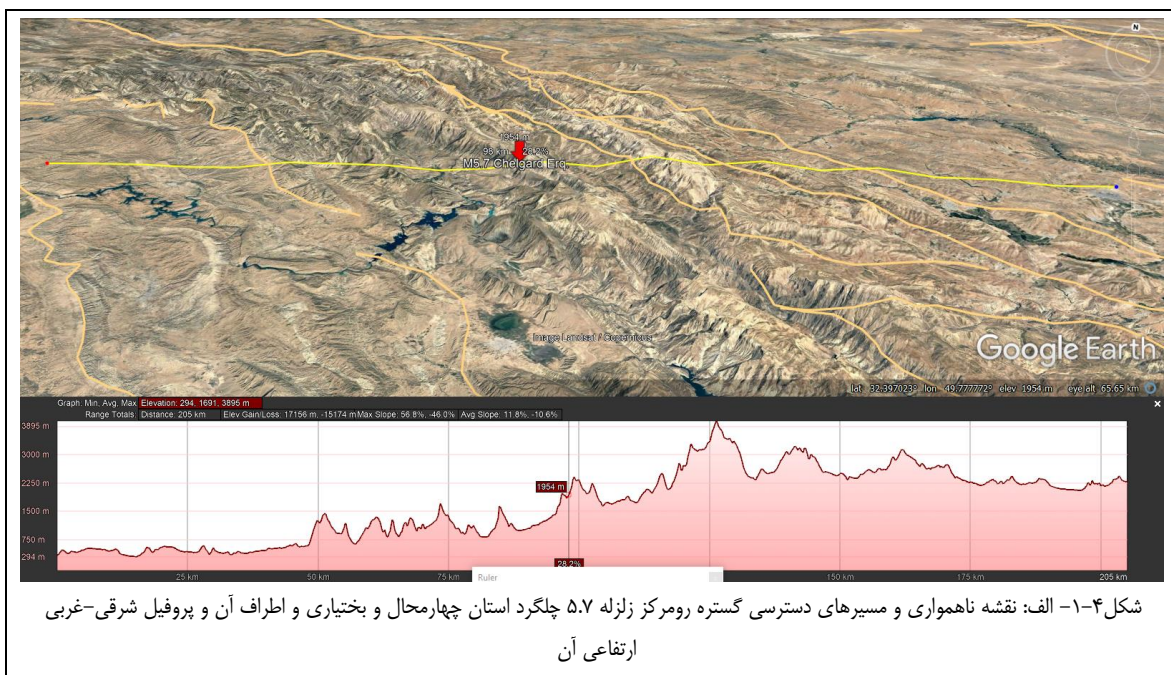 N
1954 m
98 km 28.2%
M5.7 Chelgard Erq.
Image Landsat / Copernicus
Google Earth
lat 32.397023° lon 49.777772° elev 1954 m eye alt 65.65 km
Graph: Min, Avg, Max Elevation: 294, 1691, 3895 m
Range Totals: Distance: 205 km Elev Gain/Loss: 17156 m, -15174 m Max Slope: 56.8%, -46.0% Avg Slope: 11.8%, -10.6%
3895 m
3000 m
2250 m
1954 m
1500 m
750 m
294 m
28.2%
25 km 50 km 75 km 150 km 175 km 205 km
Ruler
شکل۴-۱- الف: نقشه ناهمواری و مسیرهای دسترسی گستره رومرکز زلزله ۵.۷ چلگرد استان چهارمحال و بختیاری و اطراف آن و پروفیل شرقی-غربی
ارتفاعی آن